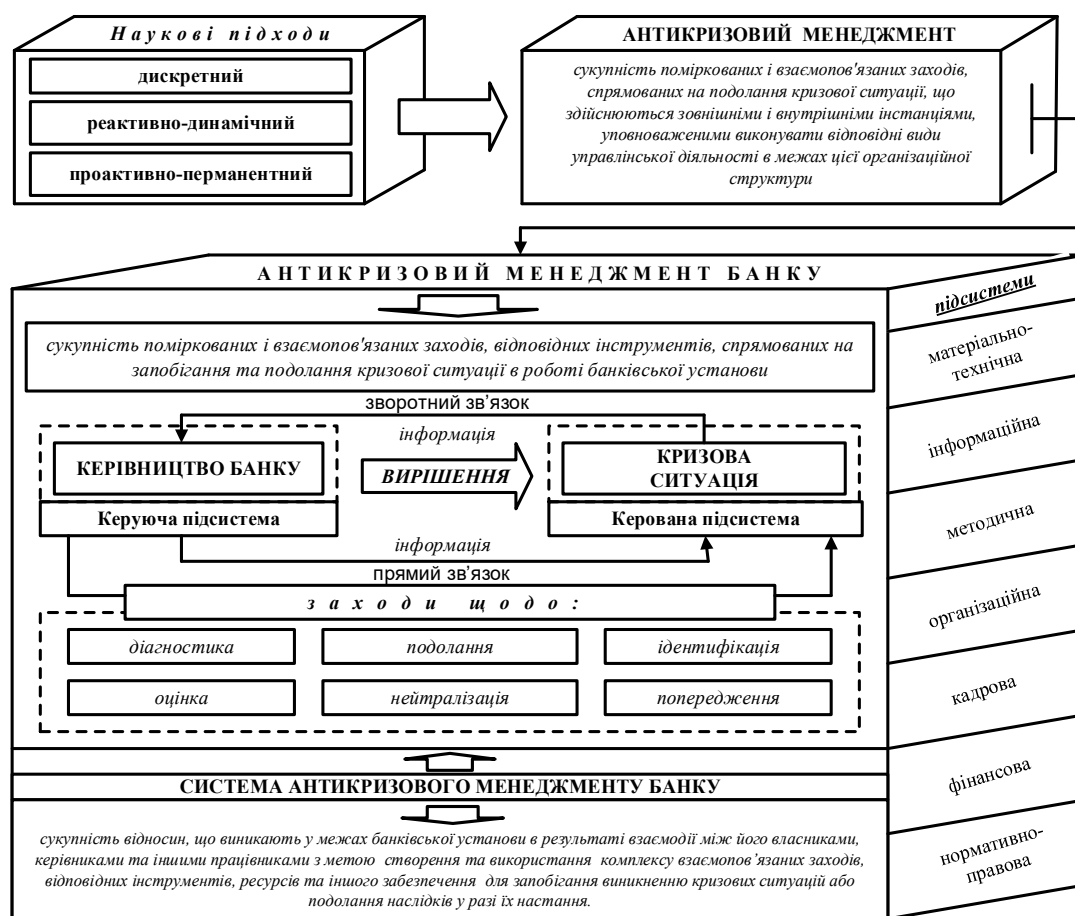 Наукові підходи
дискретний
реактивно-динамічний
проактивно-перманентний
АНТИКРИЗОВИЙ МЕНЕДЖМЕНТ
сукупність поміркованих і взаємопов'язаних заходів,
спрямованих на подолання кризової ситуації, що
здійснюються зовнішніми і внутрішніми інстанціями,
уповноваженими виконувати відповідні види
управлінської діяльності в межах цієї організаційної
структури
АНТИКРИЗОВИЙ МЕНЕДЖМЕНТ БАНКУ
сукупність поміркованих і взаємопов'язаних заходів, відповідних інструментів, спрямованих на
запобігання та подолання кризової ситуації в роботі банківської установи
зворотний зв’язок
інформація
КЕРІВНИЦТВО БАНКУ
ВИРІШЕННЯ
КРИЗОВА
СИТУАЦІЯ
Керуюча підсистема
Керована підсистема
інформація
прямий зв’язок
заходи щодо:
діагностика
подолання
ідентифікація
оцінка
нейтралізація
попередження
підсистеми
матеріально-
технічна
інформаційна
методична
організаційна
кадрова
фінансова
нормативно-
правова
СИСТЕМА АНТИКРИЗОВОГО МЕНЕДЖМЕНТУ БАНКУ
сукупність відносин, що виникають у межах банківської установи в результаті взаємодії між його власниками,
керівниками та іншими працівниками з метою створення та використання комплексу взаємопов’язаних заходів,
відповідних інструментів, ресурсів та іншого забезпечення для запобігання виникненню кризових ситуацій або
подолання наслідків у разі їх настання.